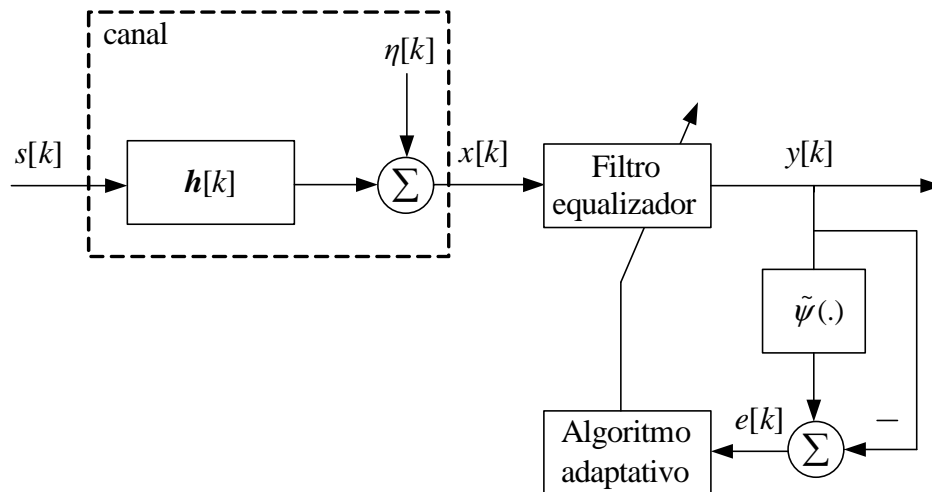 canal
η[k]
s[k]
h[k]
Σ
x[k]
Filtro
equalizador
y[k]
ψ̃(.)
Algoritmo
adaptativo
e[k]
Σ
−